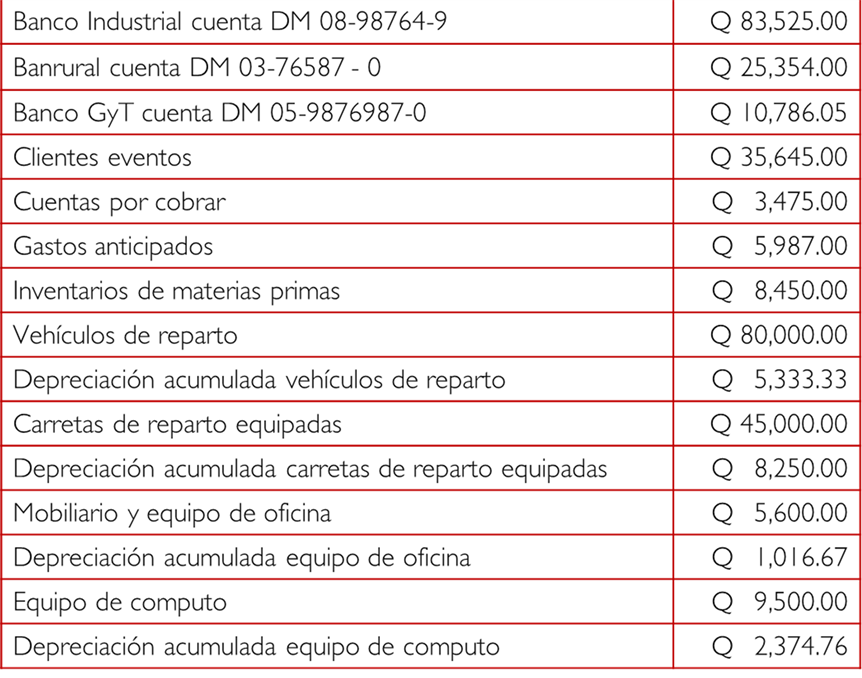 Banco Industrial cuenta DM 08-98764-9 Q 83,525.00
Banrural cuenta DM 03-76587 - 0 Q 25,354.00
Banco GyT cuenta DM 05-9876987-0 Q 10,786.05
Clientes eventos Q 35,645.00
Cuentas por cobrar Q 3,475.00
Gastos anticipados Q 5,987.00
Inventarios de materias primas Q 8,450.00
Vehículos de reparto Q 80,000.00
Depreciación acumulada vehículos de reparto Q 5,333.33
Carretas de reparto equipadas Q 45,000.00
Depreciación acumulada carretas de reparto equipadas Q 8,250.00
Mobiliario y equipo de oficina Q 5,600.00
Depreciación acumulada equipo de oficina Q 1,016.67
Equipo de computo Q 9,500.00
Depreciación acumulada equipo de computo Q 2,374.76